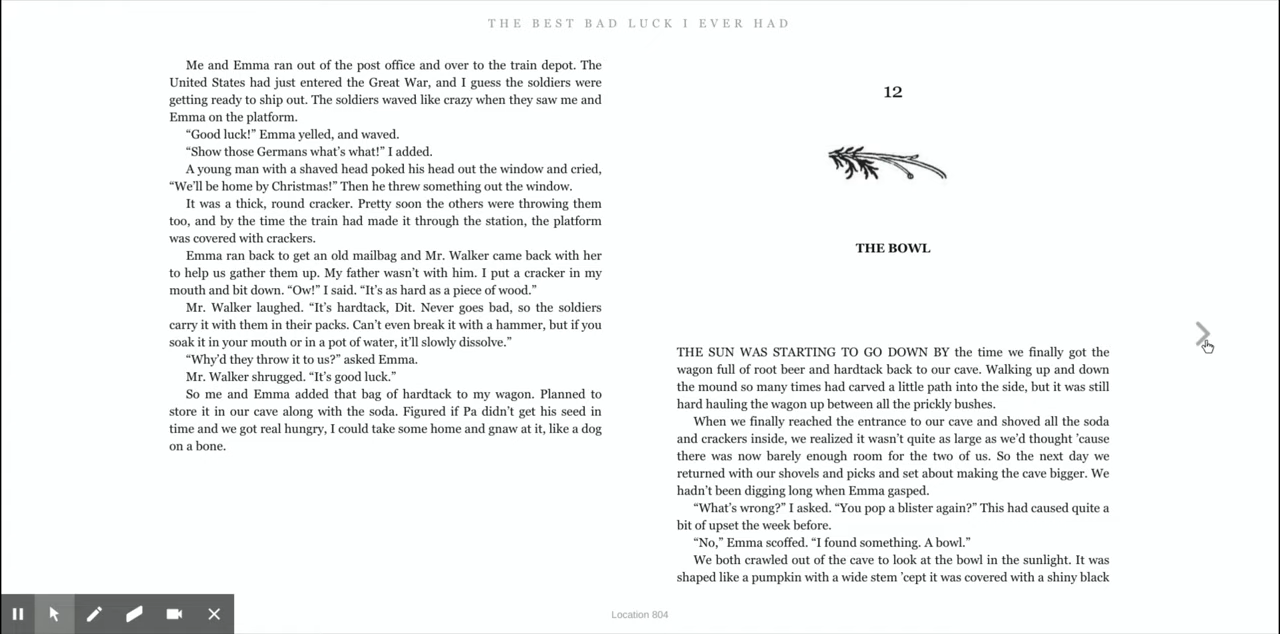 THE BEST BAD LUCK I EVER HAD
Me and Emma ran out of the post office and over to the train depot. The
United States had just entered the Great War, and I guess the soldiers were
getting ready to ship out. The soldiers waved like crazy when they saw me and
Emma on the platform.
“Good luck!” Emma yelled, and waved.
“Show those Germans what’s what!” I added.
A young man with a shaved head poked his head out the window and cried,
“We’ll be home by Christmas!” Then he threw something out the window.
It was a thick, round cracker. Pretty soon the others were throwing them
too, and by the time the train had made it through the station, the platform
was covered with crackers.
Emma ran back to get an old mailbag and Mr. Walker came back with her
to help us gather them up. My father wasn’t with him. I put a cracker in my
mouth and bit down. “Ow!” I said. “It’s as hard as a piece of wood.”
Mr. Walker laughed. “It’s hardtack, Dit. Never goes bad, so the soldiers
carry it with them in their packs. Can’t even break it with a hammer, but if you
soak it in your mouth or in a pot of water, it’ll slowly dissolve.”
“Why’d they throw it to us?” asked Emma.
Mr. Walker shrugged. “It’s good luck.”
So me and Emma added that bag of hardtack to my wagon. Planned to
store it in our cave along with the soda. Figured if Pa didn’t get his seed in
time and we got real hungry, I could take some home and gnaw at it, like a dog
on a bone.
12
THE BOWL
THE SUN WAS STARTING TO GO DOWN BY the time we finally got the
wagon full of root beer and hardtack back to our cave. Walking up and down
the mound so many times had carved a little path into the side, but it was still
hard hauling the wagon up between all the prickly bushes.
When we finally reached the entrance to our cave and shoved all the soda
and crackers inside, we realized it wasn’t quite as large as we’d thought ’cause
there was now barely enough room for the two of us. So the next day we
returned with our shovels and picks and set about making the cave bigger. We
hadn’t been digging long when Emma gasped.
“What’s wrong?” I asked. “You pop a blister again?” This had caused quite a
bit of upset the week before.
“No,” Emma scoffed. “I found something. A bowl.”
We both crawled out of the cave to look at the bowl in the sunlight. It was
shaped like a pumpkin with a wide stem ’cept it was covered with a shiny black
Location 804